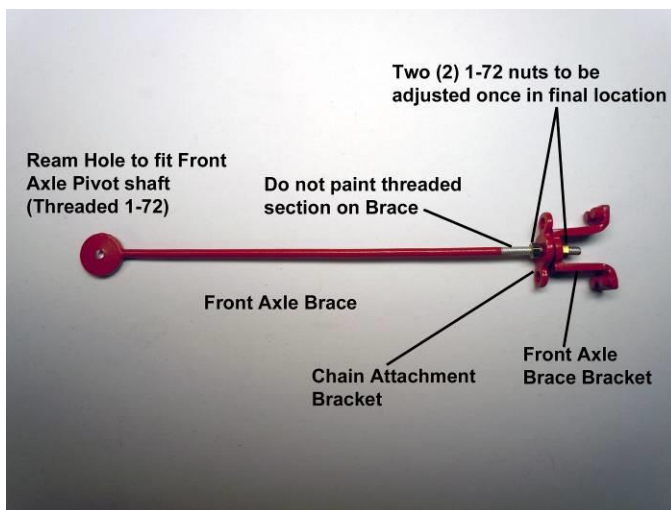 Two (2) 1-72 nuts to be
adjusted once in final location
Ream Hole to fit Front
Axle Pivot shaft
(Threaded 1-72)
Do not paint threaded
section on Brace
Front Axle Brace
Chain Attachment
Bracket
Front Axle
Brace Bracket